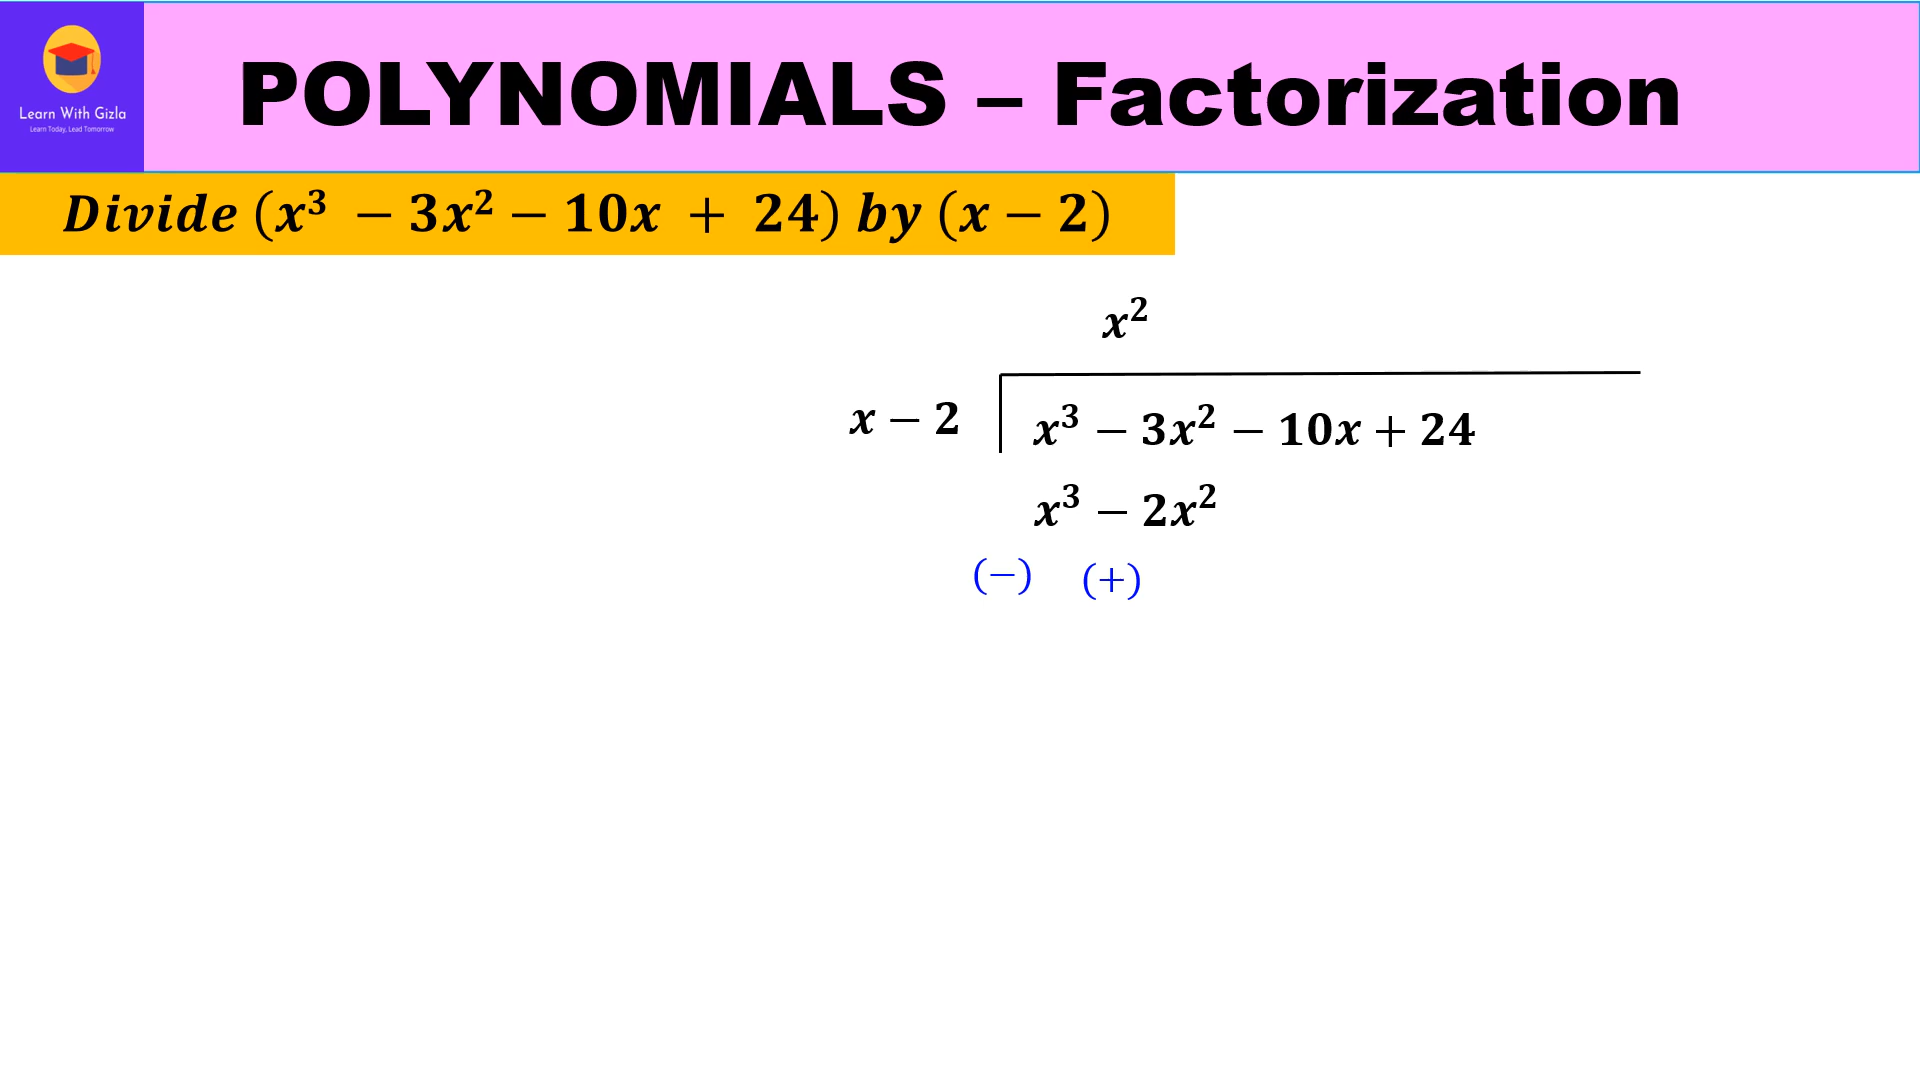 Learn With Gizla
Learn Today, Lead Tomorrow
POLYNOMIALS – Factorization
Divide (x³ − 3x² − 10x + 24) by (x − 2)
x²
x − 2
x³ − 3x² − 10x + 24
x³ − 2x²
(−) (+)